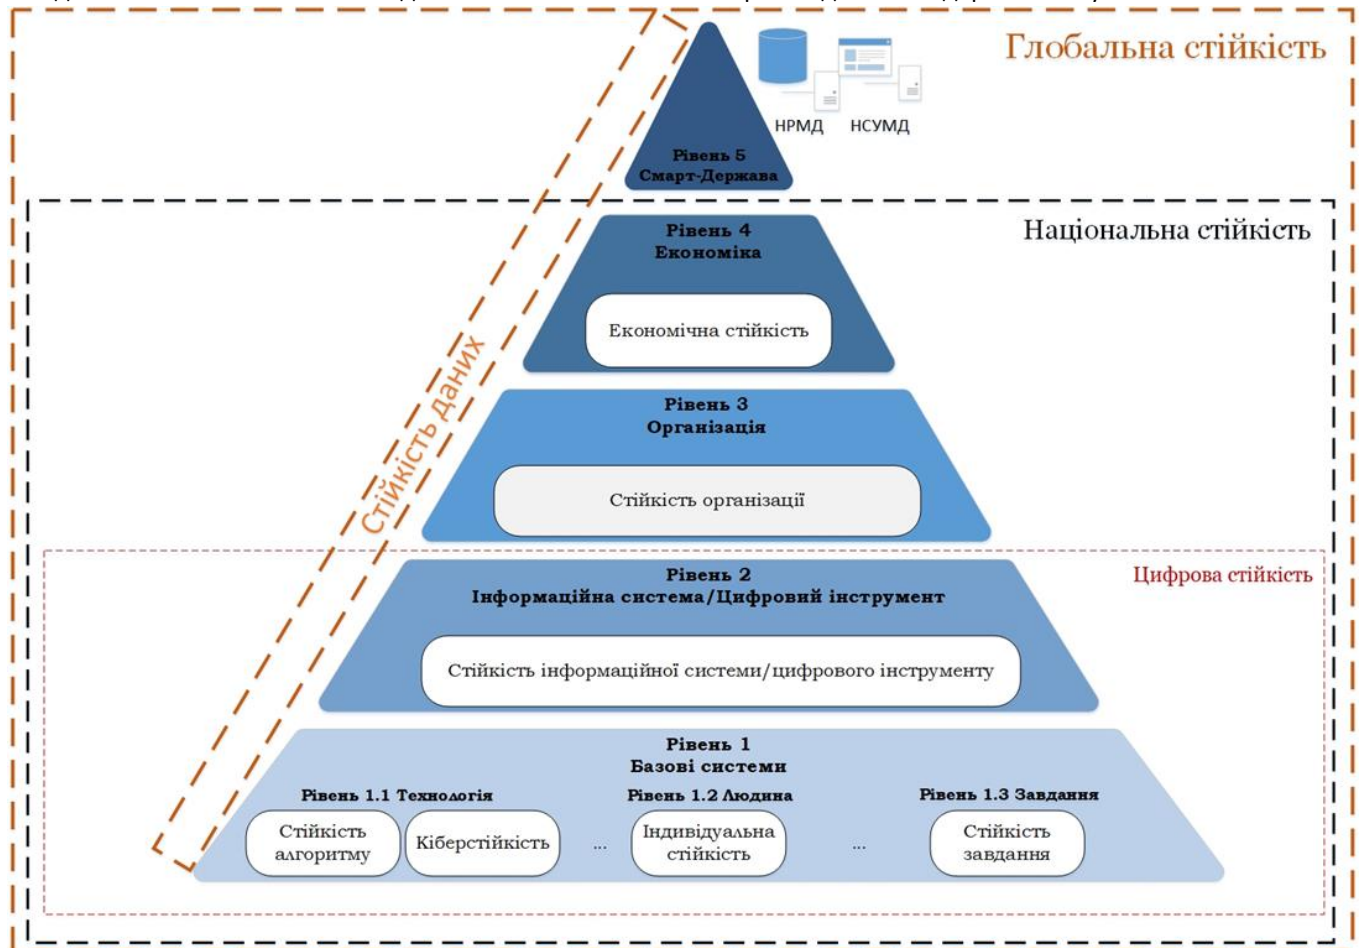 Глобальна стійкість
НРМД НСУМД
Рівень 5
Смарт-Держава
Національна стійкість
Рівень 4
Економіка
Економічна стійкість
Стійкість даних
Рівень 3
Організація
Стійкість організації
Цифрова стійкість
Рівень 2
Інформаційна система/Цифровий інструмент
Стійкість інформаційної системи/цифрового інструменту
Рівень 1
Базові системи
Рівень 1.1 Технологія
Рівень 1.2 Людина
Рівень 1.3 Завдання
Стійкість
алгоритму
Кіберстійкість
...
Індивідуальна
стійкість
...
Стійкість
завдання